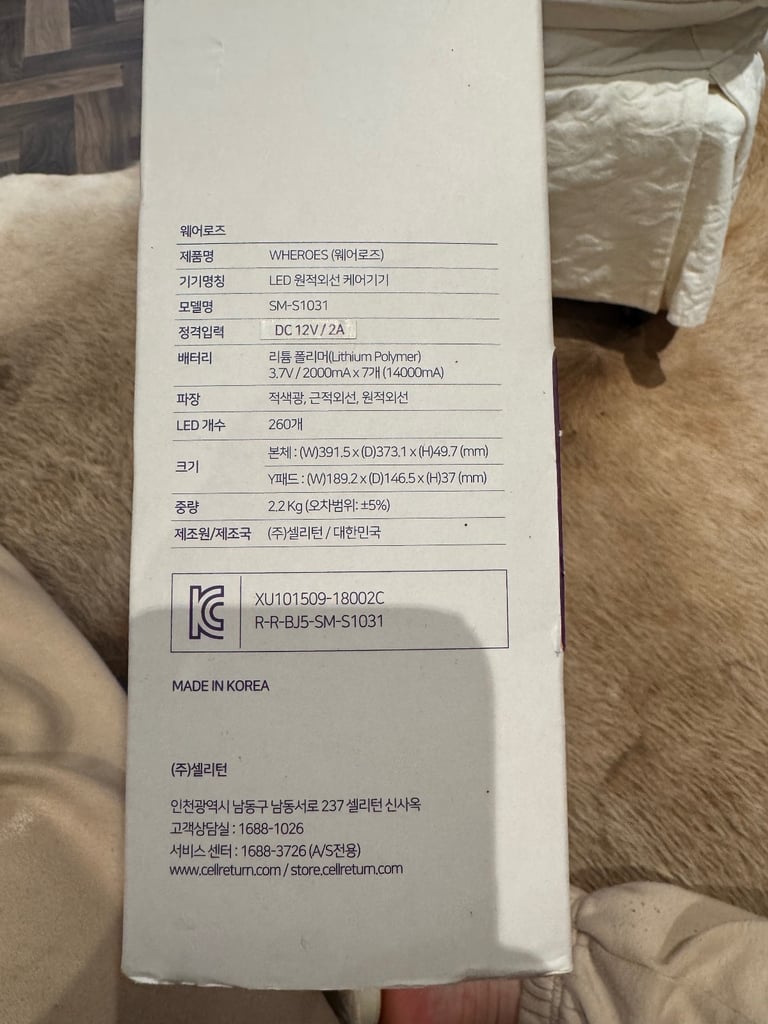 웨어로즈
제품명 WHEROES (웨어로즈)
기기명칭 LED 원적외선 케어기기
모델명 SM-S1031
정격입력 DC 12V / 2A
배터리 리튬 폴리머(Lithium Polymer)
3.7V / 2000mA x 7개 (14000mA)
파장 적색광, 근적외선, 원적외선
LED 개수 260개
크기 본체 : (W)391.5 x (D)373.1 x (H)49.7 (mm)
Y패드 : (W)189.2 x (D)146.5 x (H)37 (mm)
중량 2.2 Kg (오차범위: ±5%)
제조원/제조국 (주)셀리턴 / 대한민국
KC XU101509-18002C
R-R-BJ5-SM-S1031
MADE IN KOREA
(주)셀리턴
인천광역시 남동구 남동서로 237 셀리턴 신사옥
고객상담실 : 1688-1026
서비스 센터 : 1688-3726 (A/S전용)
www.cellreturn.com / store.cellreturn.com